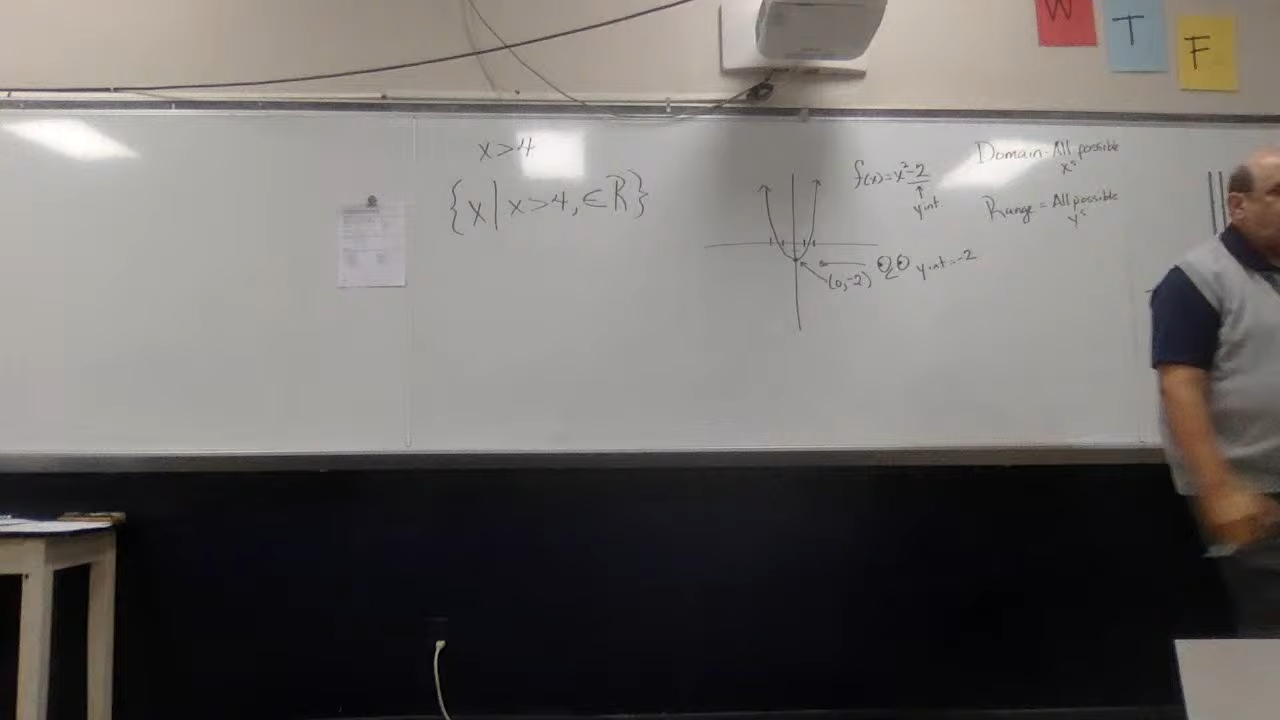 W
T
F
x>4
{x|x>4,∈R}
f(x)=x²-2
y int
(0,-2)
y int=-2
Domain-All possible
x's
Range = All possible
y's